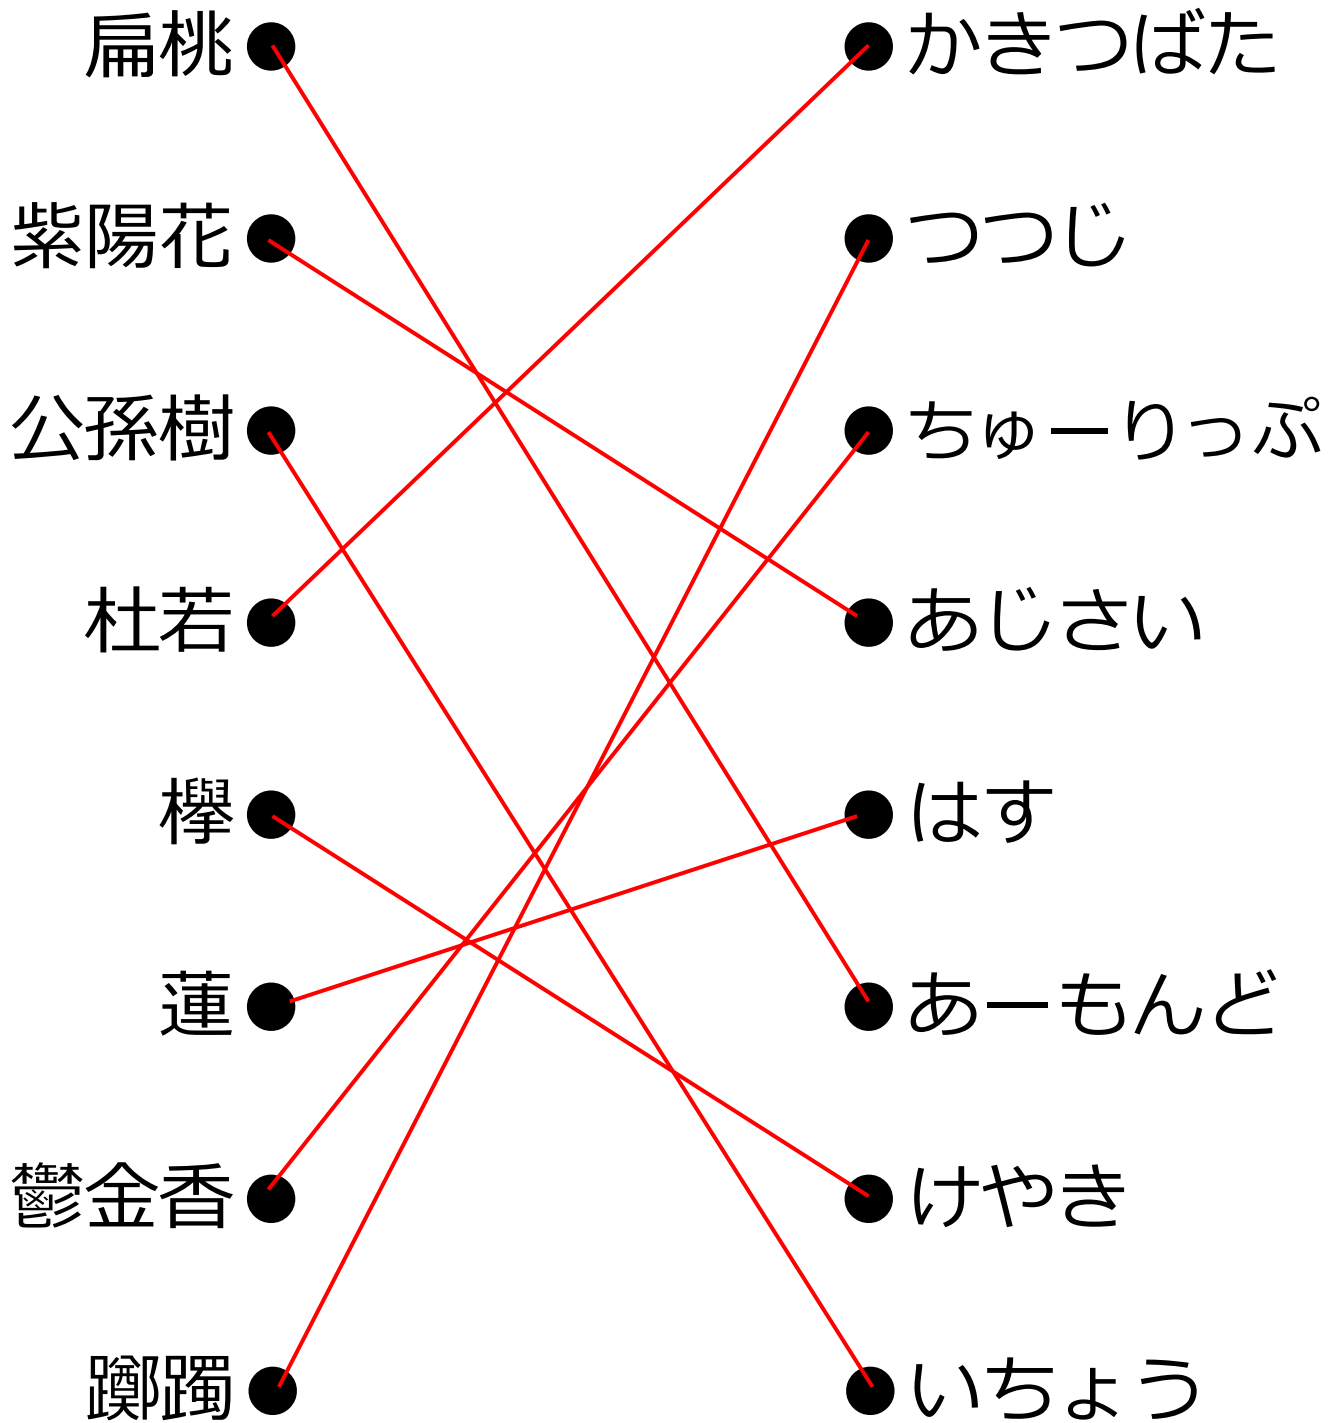 扁桃 かきつばた
紫陽花 つつじ
公孫樹 ちゅーりっぷ
杜若 あじさい
欅 はす
蓮 あーもんど
鬱金香 けやき
躑躅 いちょう